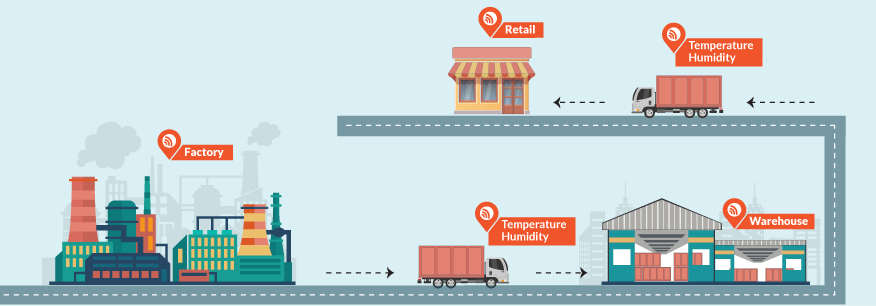 Retail
Temperature
Humidity
Factory
Temperature
Humidity
Warehouse